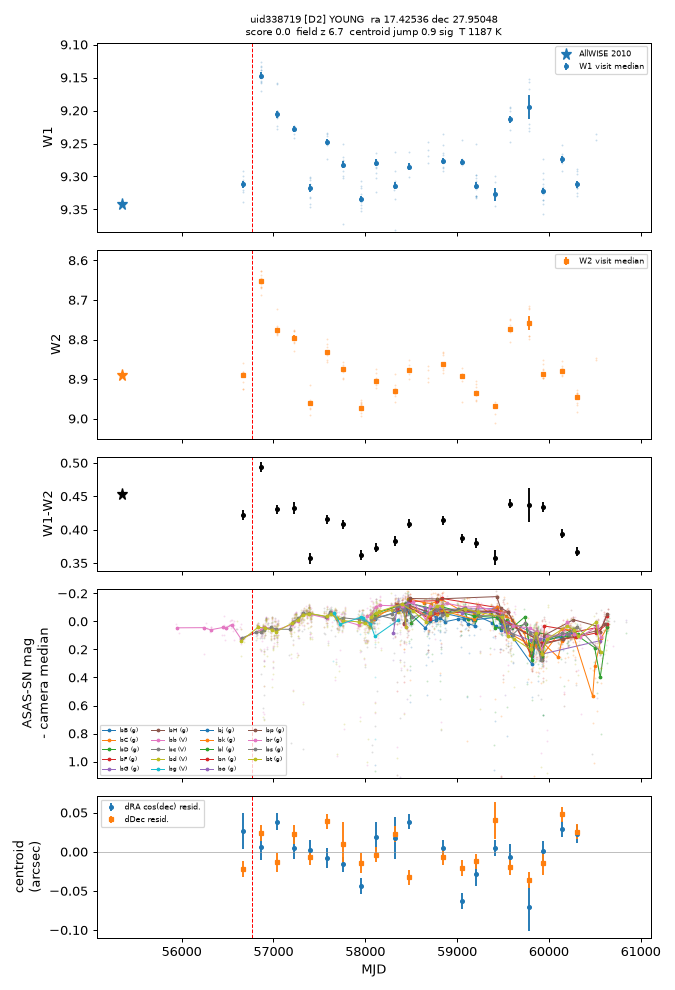 uid338719 [D2] YOUNG  ra 17.42536 dec 27.95048
score 0.0  field z 6.7  centroid jump 0.9 sig  T 1187 K
9.10
9.15
9.20
9.25
9.30
9.35
W1
AllWISE 2010
W1 visit median
8.6
8.7
8.8
8.9
9.0
W2
W2 visit median
0.50
0.45
0.40
0.35
W1-W2
−0.2
0.0
0.2
0.4
0.6
0.8
1.0
ASAS-SN mag
- camera median
bB (g)
bC (g)
bD (g)
bF (g)
bG (g)
bH (g)
bb (V)
bc (V)
bd (V)
bg (V)
bj (g)
bk (g)
bl (g)
bn (g)
bo (g)
bp (g)
br (g)
bs (g)
bt (g)
0.05
0.00
−0.05
−0.10
centroid
(arcsec)
dRA cos(dec) resid.
dDec resid.
56000
57000
58000
59000
60000
61000
MJD